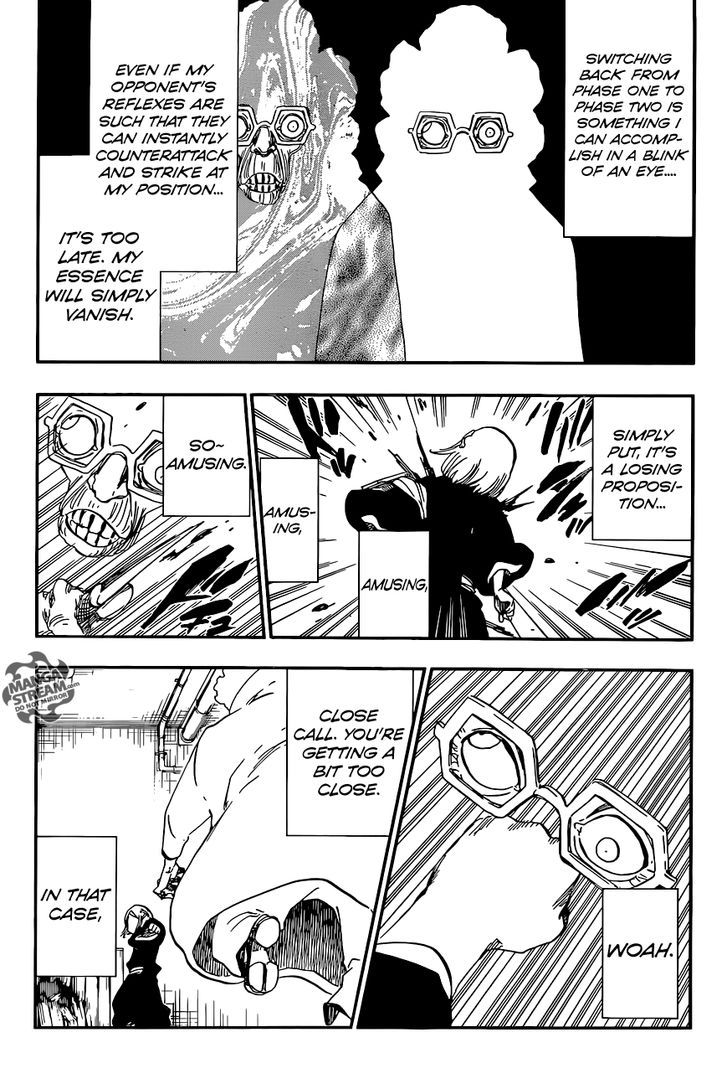 SWITCHING
BACK FROM
PHASE ONE TO
PHASE TWO IS
SOMETHING I
CAN ACCOMP-
LISH IN A BLINK
OF AN EYE....
EVEN IF MY
OPPONENT'S
REFLEXES ARE
SUCH THAT THEY
CAN INSTANTLY
COUNTERATTACK
AND STRIKE AT
MY POSITION...
IT'S TOO
LATE. MY
ESSENCE
WILL SIMPLY
VANISH.
SIMPLY
PUT, IT'S
A LOSING
PROPOSI-
TION...
AMUSING,
AMUS-
ING,
SO~
AMUSING.
WOAH.
CLOSE
CALL. YOU'RE
GETTING A
BIT TOO
CLOSE.
IN THAT
CASE,
MANGA
STREAM.com
DO NOT MIRROR!